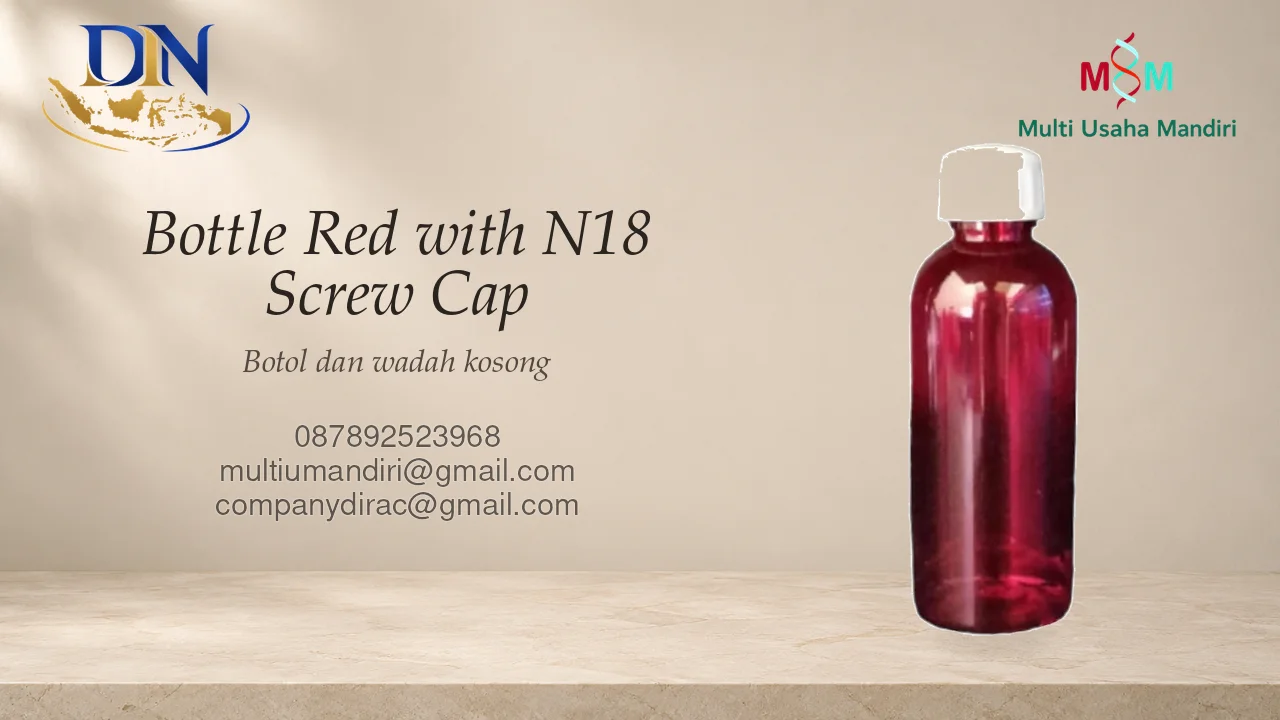 DN
M M
Multi Usaha Mandiri
Bottle Red with N18
Screw Cap
Botol dan wadah kosong
087892523968
multiumandiri@gmail.com
companydirac@gmail.com